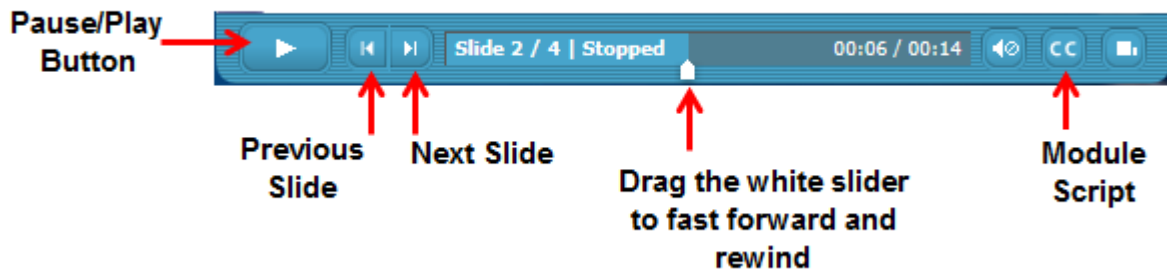 Pause/Play
Button
Slide 2 / 4 | Stopped
00:06 / 00:14
CC
Previous
Slide
Next Slide
Drag the white slider
to fast forward and
rewind
Module
Script